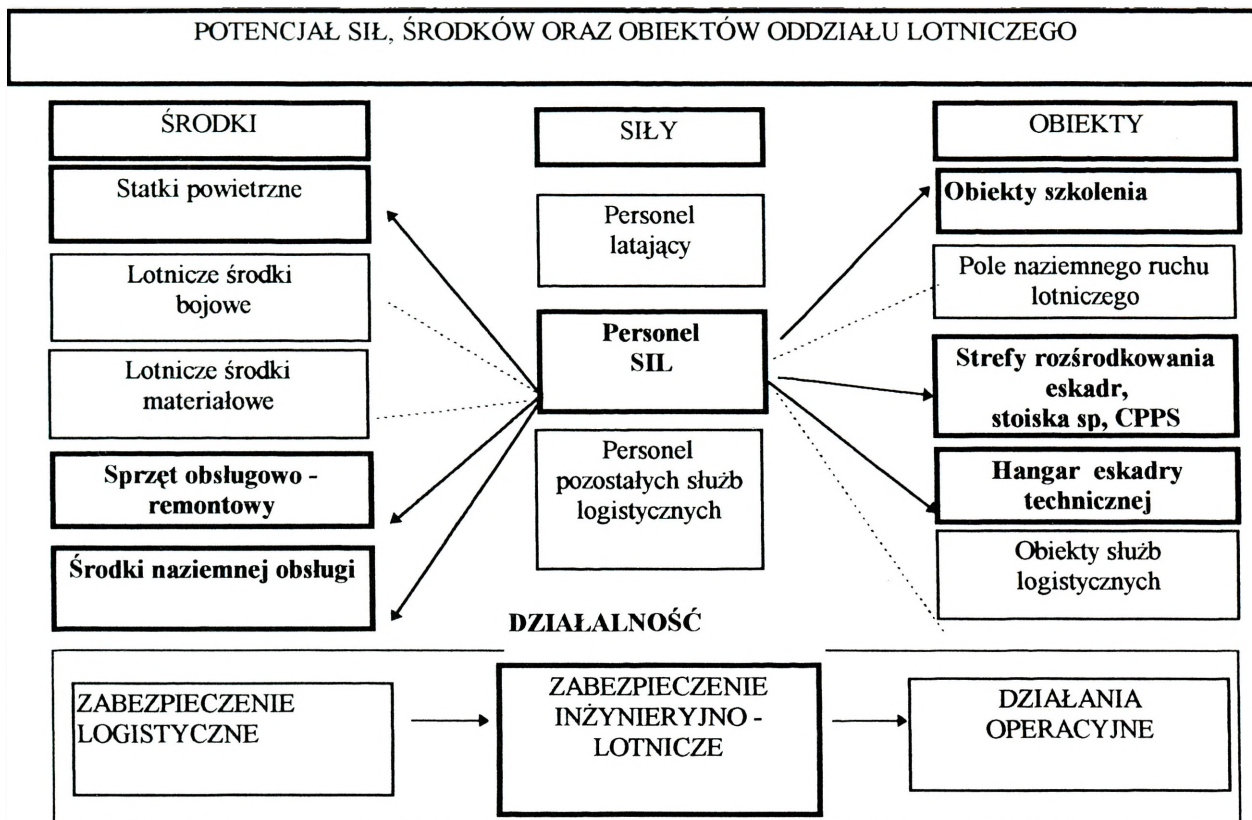 POTENCJAŁ SIŁ, ŚRODKÓW ORAZ OBIEKTÓW ODDZIAŁU LOTNICZEGO
ŚRODKI
Statki powietrzne
Lotnicze środki
bojowe
Lotnicze środki
materiałowe
Sprzęt obsługowo -
remontowy
Środki naziemnej obsługi
SIŁY
Personel
latający
Personel
SIL
Personel
pozostałych służb
logistycznych
OBIEKTY
Obiekty szkolenia
Pole naziemnego ruchu
lotniczego
Strefy rozśrodkowania
eskadr,
stoiska sp, CPPS
Hangar eskadry
technicznej
Obiekty służb
logistycznych
DZIAŁALNOŚĆ
ZABEZPIECZENIE
LOGISTYCZNE
ZABEZPIECZENIE
INŻYNIERYJNO -
LOTNICZE
DZIAŁANIA
OPERACYJNE